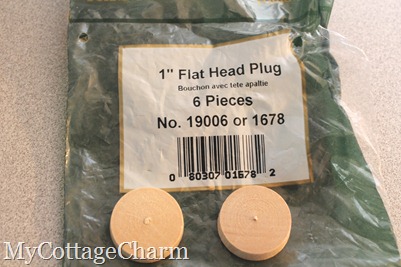 1" Flat Head Plug
Bouchon avec tete apaltie
6 Pieces
No. 19006 or 1678
0 80307 01678 2
MyCottageCharm